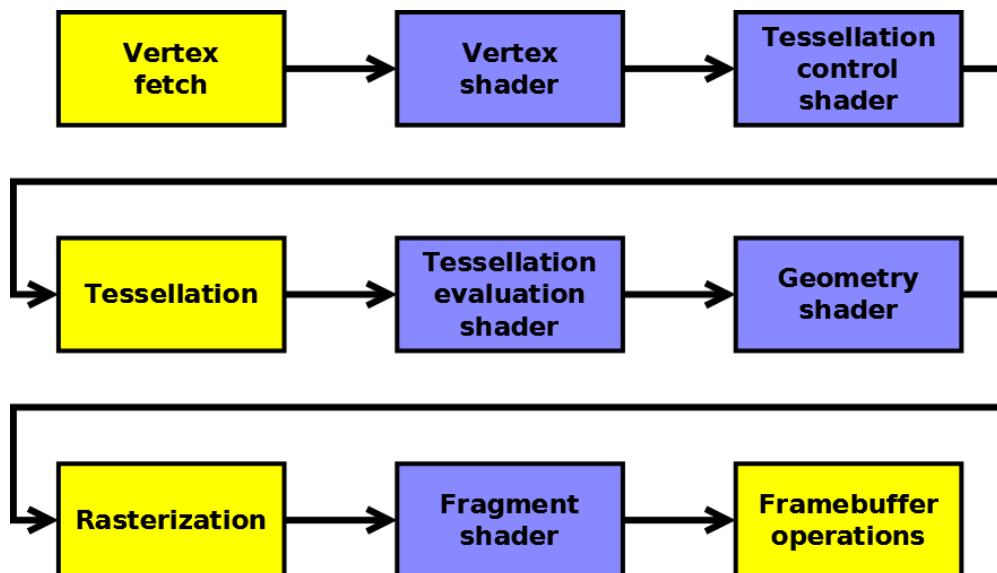 Vertex
fetch
Vertex
shader
Tessellation
control
shader
Tessellation
Tessellation
evaluation
shader
Geometry
shader
Rasterization
Fragment
shader
Framebuffer
operations